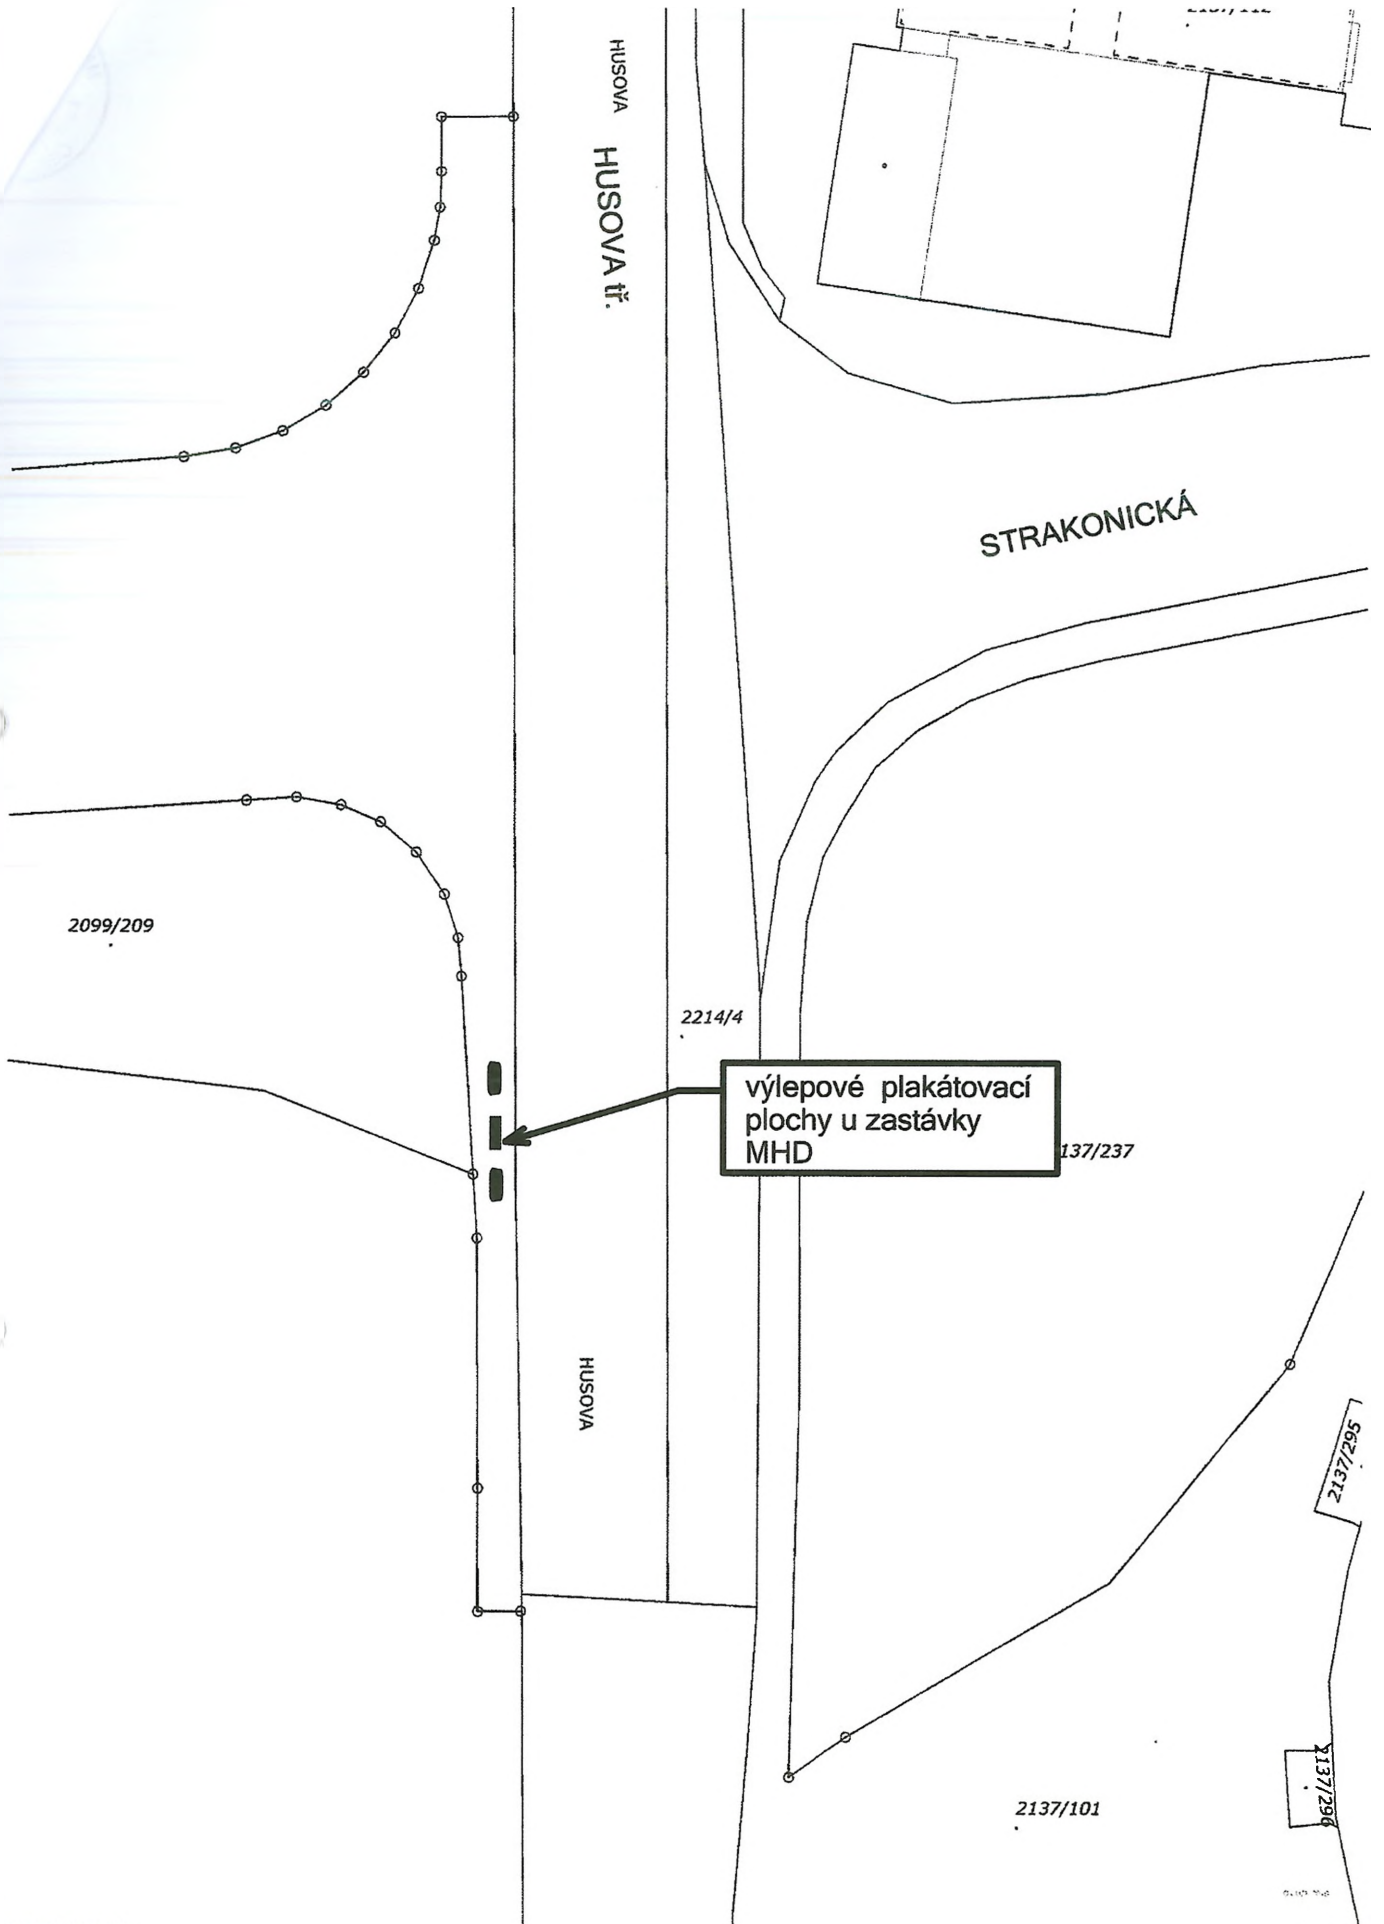 HUSOVA
HUSOVA tř.
STRAKONICKÁ
2099/209
2214/4
výlepové plakátovací
plochy u zastávky
MHD
137/237
HUSOVA
2137/295
2137/296
2137/101